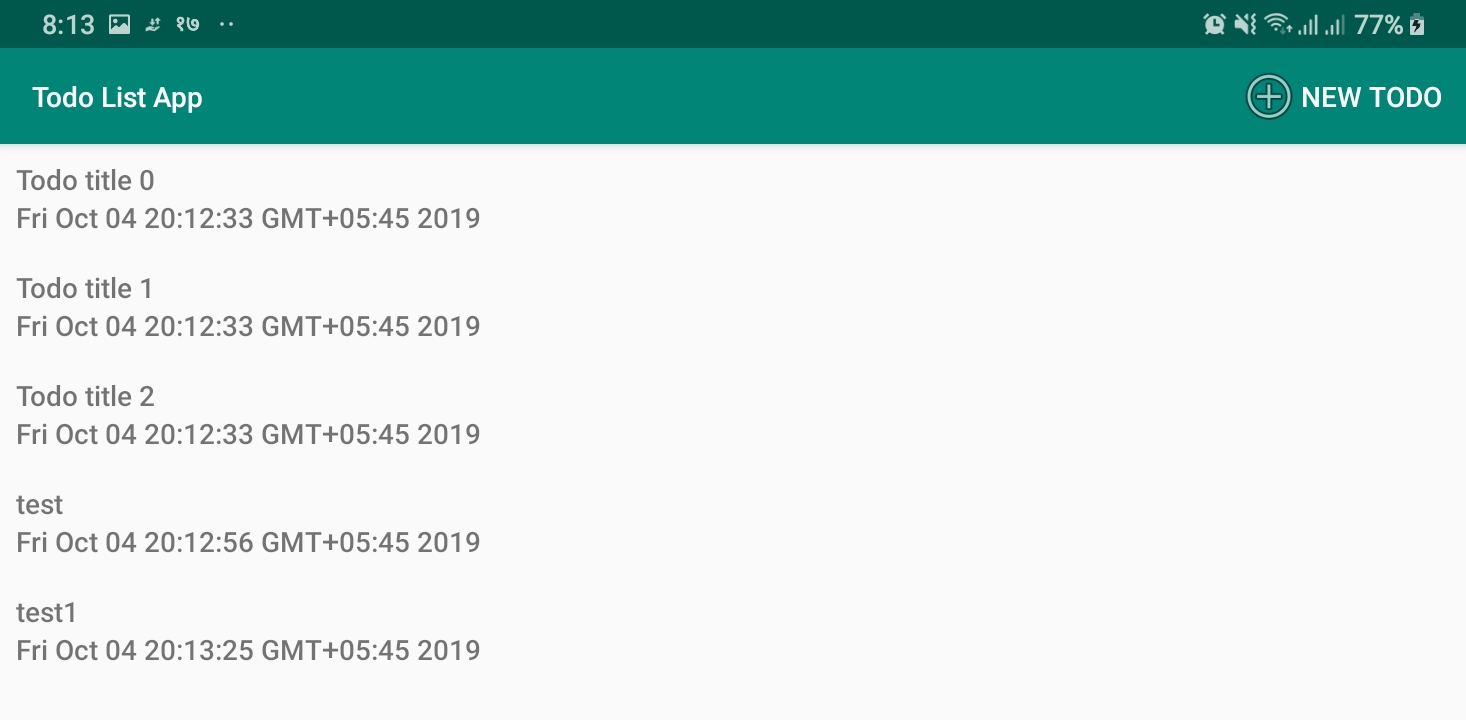 8:13 १७ 77%
Todo List App NEW TODO
Todo title 0
Fri Oct 04 20:12:33 GMT+05:45 2019
Todo title 1
Fri Oct 04 20:12:33 GMT+05:45 2019
Todo title 2
Fri Oct 04 20:12:33 GMT+05:45 2019
test
Fri Oct 04 20:12:56 GMT+05:45 2019
test1
Fri Oct 04 20:13:25 GMT+05:45 2019